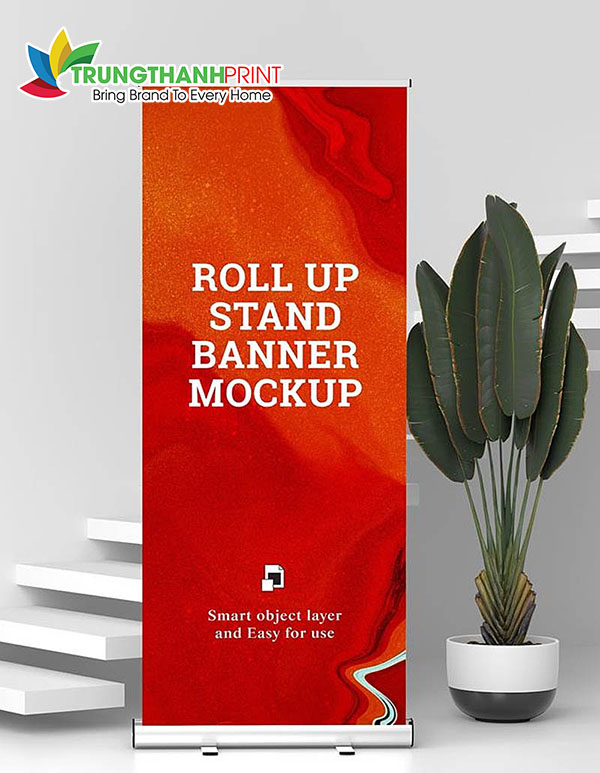 TRUNGTHANHPRINT
Bring Brand To Every Home
ROLL UP
STAND
BANNER
MOCKUP
Smart object layer
and Easy for use